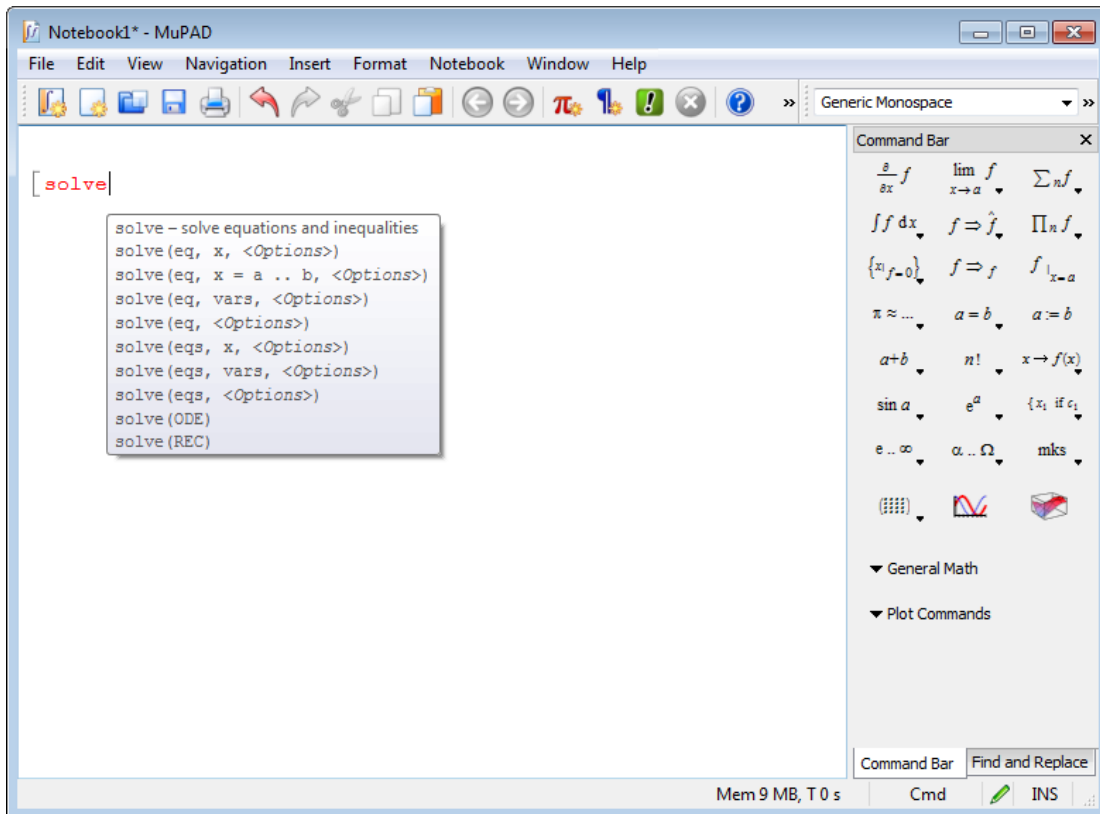 Notebook1* - MuPAD
File Edit View Navigation Insert Format Notebook Window Help
π » Generic Monospace »
Command Bar
solve
solve – solve equations and inequalities
solve(eq, x, <Options>)
solve(eq, x = a .. b, <Options>)
solve(eq, vars, <Options>)
solve(eq, <Options>)
solve(eqs, x, <Options>)
solve(eqs, vars, <Options>)
solve(eqs, <Options>)
solve(ODE)
solve(REC)
∂/∂x f lim x→a f ∑n f
∫f dx f ⇒ f̂ ∏n f
{x|f=0} f ⇒ f f |x=a
π ≈ ... a = b a := b
a+b n! x → f(x)
sin a eᵃ {x₁ if c₁
e .. ∞ α .. Ω mks
General Math
Plot Commands
Command Bar Find and Replace
Mem 9 MB, T 0 s Cmd INS